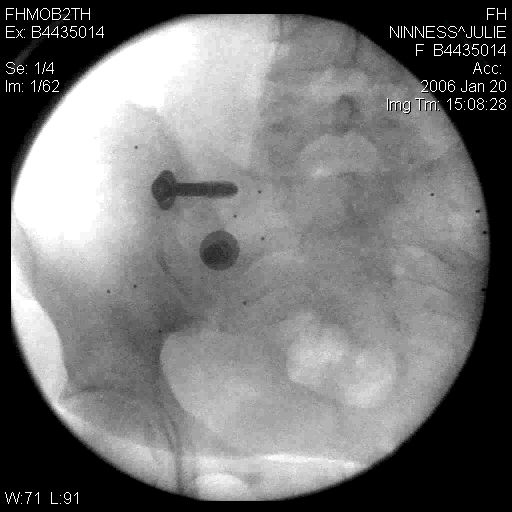 FHMOB2TH
Ex: B4435014
Se: 1/4
Im: 1/62
FH
NINNESS^JULIE
F B4435014
Acc:
2006 Jan 20
Img Tm: 15:08:28
W:71 L:91